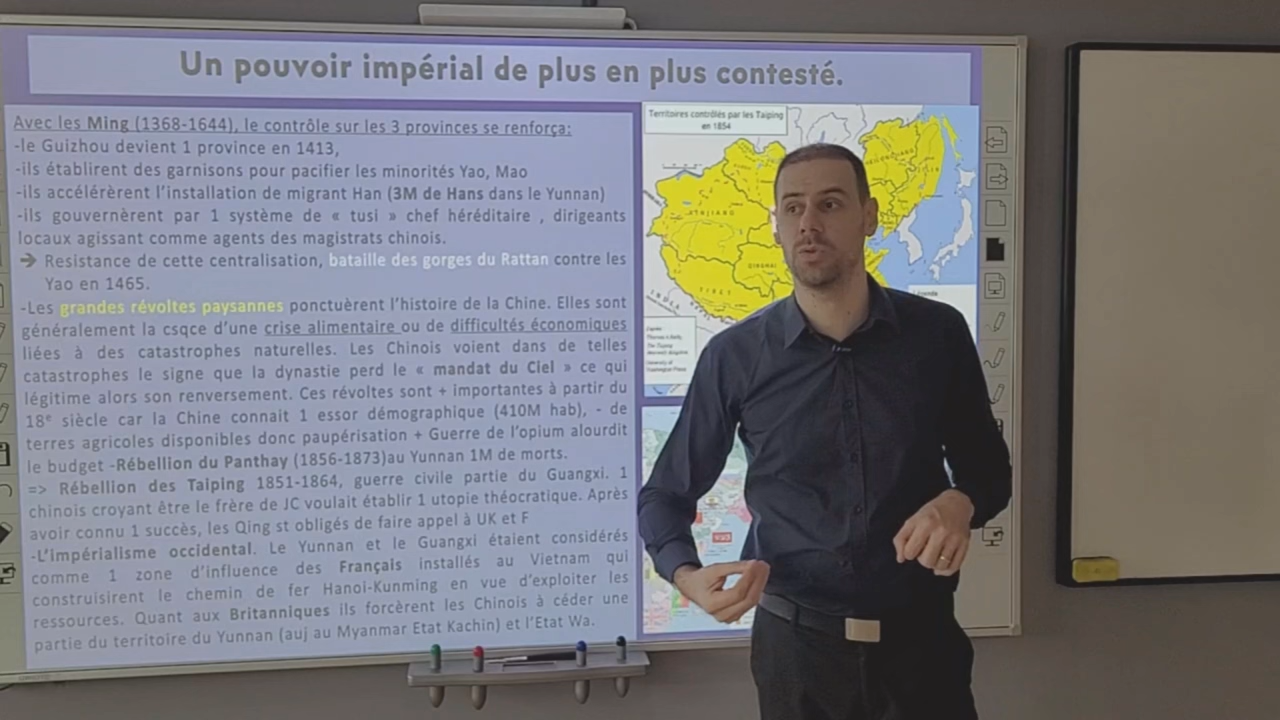 Un pouvoir impérial de plus en plus contesté.
Avec les Ming (1368-1644), le contrôle sur les 3 provinces se renforça:
-le Guizhou devient 1 province en 1413,
-ils établirent des garnisons pour pacifier les minorités Yao, Mao
-ils accélérèrent l'installation de migrant Han (3M de Hans dans le Yunnan)
-ils gouvernèrent par 1 système de « tusi » chef héréditaire , dirigeants
locaux agissant comme agents des magistrats chinois.
➔ Resistance de cette centralisation, bataille des gorges du Rattan contre les
Yao en 1465.
-Les grandes révoltes paysannes ponctuèrent l'histoire de la Chine. Elles sont
généralement la csqce d'une crise alimentaire ou de difficultés économiques
liées à des catastrophes naturelles. Les Chinois voient dans de telles
catastrophes le signe que la dynastie perd le « mandat du Ciel » ce qui
légitime alors son renversement. Ces révoltes sont + importantes à partir du
18e siècle car la Chine connait 1 essor démographique (410M hab), - de
terres agricoles disponibles donc paupérisation + Guerre de l'opium alourdit
le budget -Rébellion du Panthay (1856-1873)au Yunnan 1M de morts.
=> Rébellion des Taiping 1851-1864, guerre civile partie du Guangxi. 1
chinois croyant être le frère de JC voulait établir 1 utopie théocratique. Après
avoir connu 1 succès, les Qing st obligés de faire appel à UK et F
-L'impérialisme occidental. Le Yunnan et le Guangxi étaient considérés
comme 1 zone d'influence des Français installés au Vietnam qui
construisirent le chemin de fer Hanoi-Kunming en vue d'exploiter les
ressources. Quant aux Britanniques ils forcèrent les Chinois à céder une
partie du territoire du Yunnan (auj au Myanmar Etat Kachin) et l'Etat Wa.
Territoires contrôlés par les Taiping
en 1854
XINJIANG
TIBET
INDIA